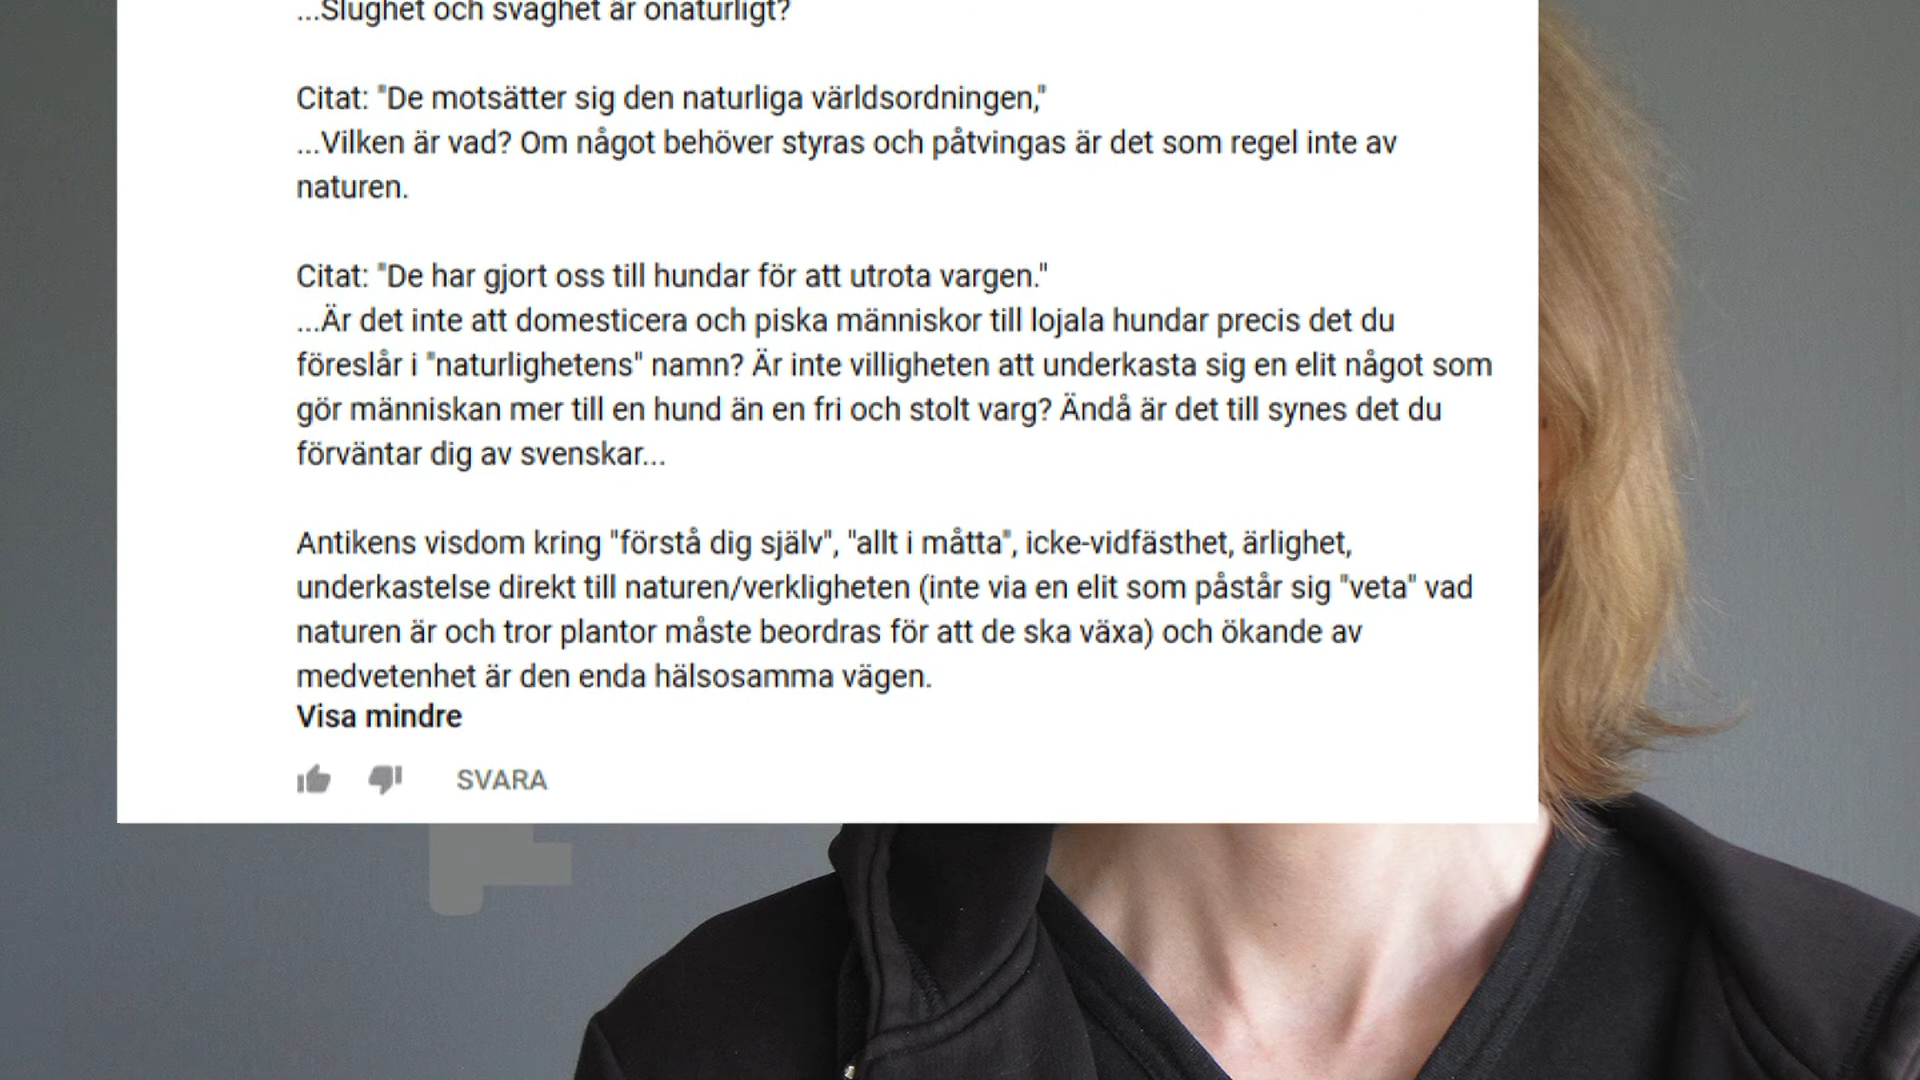 ...Slughet och svaghet är onaturligt?
Citat: "De motsätter sig den naturliga världsordningen,"
...Vilken är vad? Om något behöver styras och påtvingas är det som regel inte av
naturen.
Citat: "De har gjort oss till hundar för att utrota vargen."
...Är det inte att domesticera och piska människor till lojala hundar precis det du
föreslår i "naturlighetens" namn? Är inte villigheten att underkasta sig en elit något som
gör människan mer till en hund än en fri och stolt varg? Ändå är det till synes det du
förväntar dig av svenskar...
Antikens visdom kring "förstå dig själv", "allt i måtta", icke-vidfästhet, ärlighet,
underkastelse direkt till naturen/verkligheten (inte via en elit som påstår sig "veta" vad
naturen är och tror plantor måste beordras för att de ska växa) och ökande av
medvetenhet är den enda hälsosamma vägen.
Visa mindre
SVARA